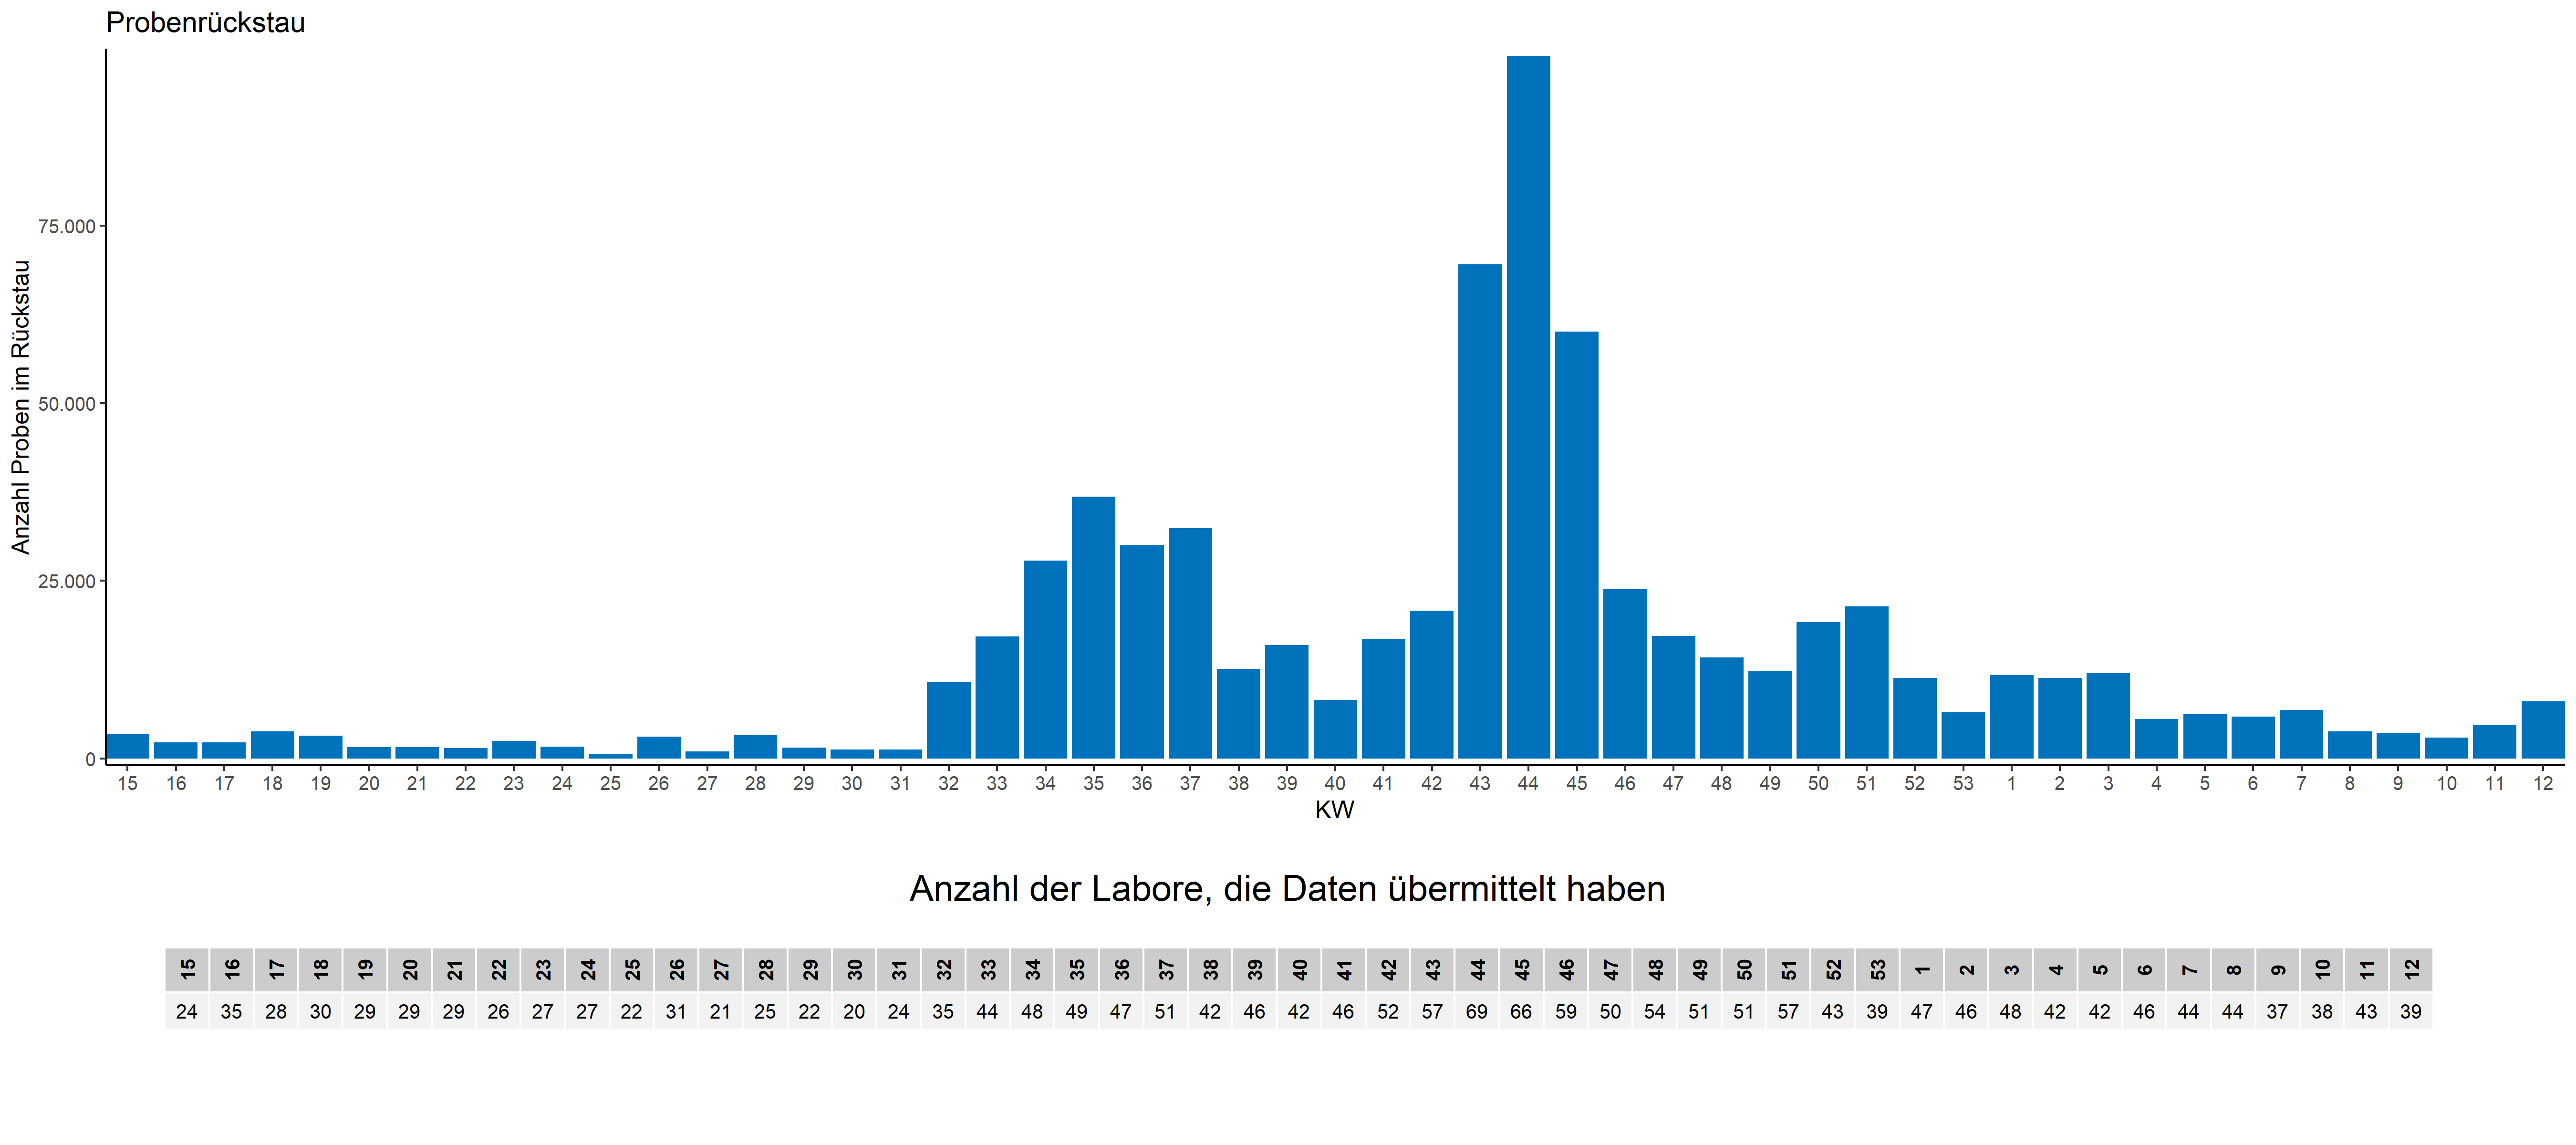 Probenrückstau
Anzahl Proben im Rückstau
75.000
50.000
25.000
0
15 16 17 18 19 20 21 22 23 24 25 26 27 28 29 30 31 32 33 34 35 36 37 38 39 40 41 42 43 44 45 46 47 48 49 50 51 52 53 1 2 3 4 5 6 7 8 9 10 11 12
KW
Anzahl der Labore, die Daten übermittelt haben
15 16 17 18 19 20 21 22 23 24 25 26 27 28 29 30 31 32 33 34 35 36 37 38 39 40 41 42 43 44 45 46 47 48 49 50 51 52 53 1 2 3 4 5 6 7 8 9 10 11 12
24 35 28 30 29 29 29 26 27 27 22 31 21 25 22 20 24 35 44 48 49 47 51 42 46 42 46 52 57 69 66 59 50 54 51 51 57 43 39 47 46 48 42 42 46 44 44 37 38 43 39